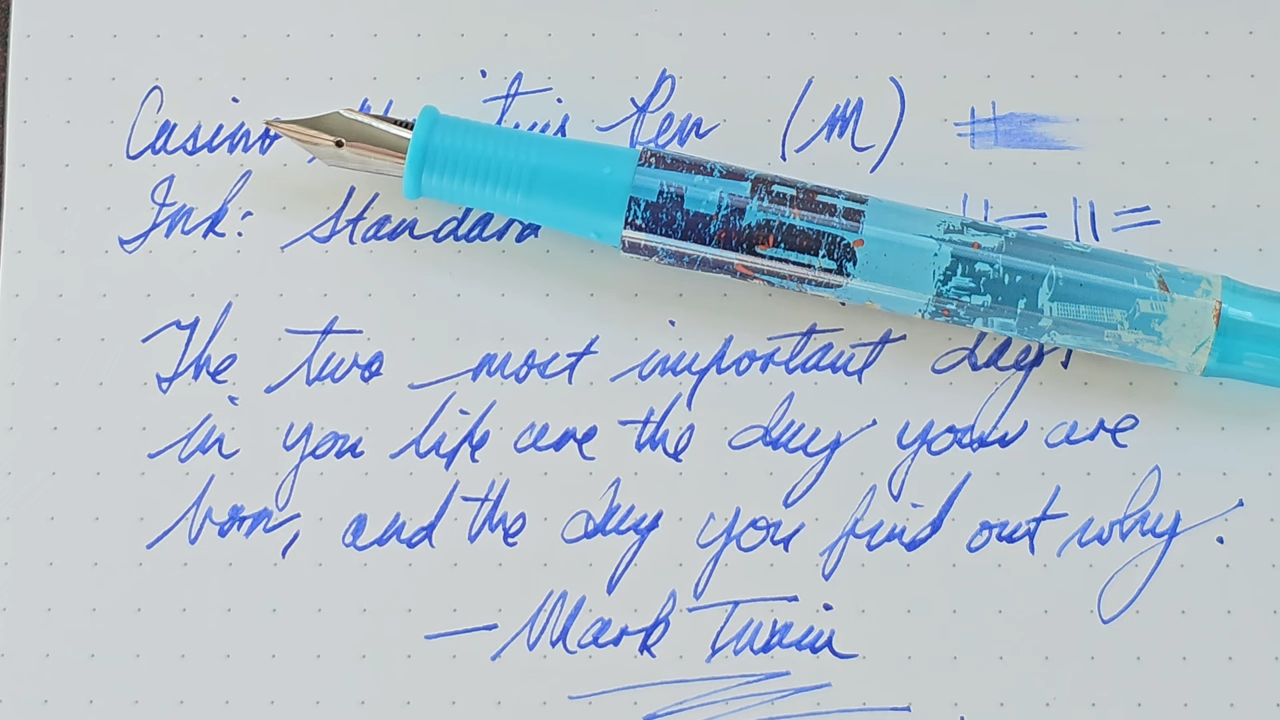 Casino Pen (M)
Ink: Standard
The two most important days
in you life are the day your are
born, and the day you find out why.
— Mark Twain